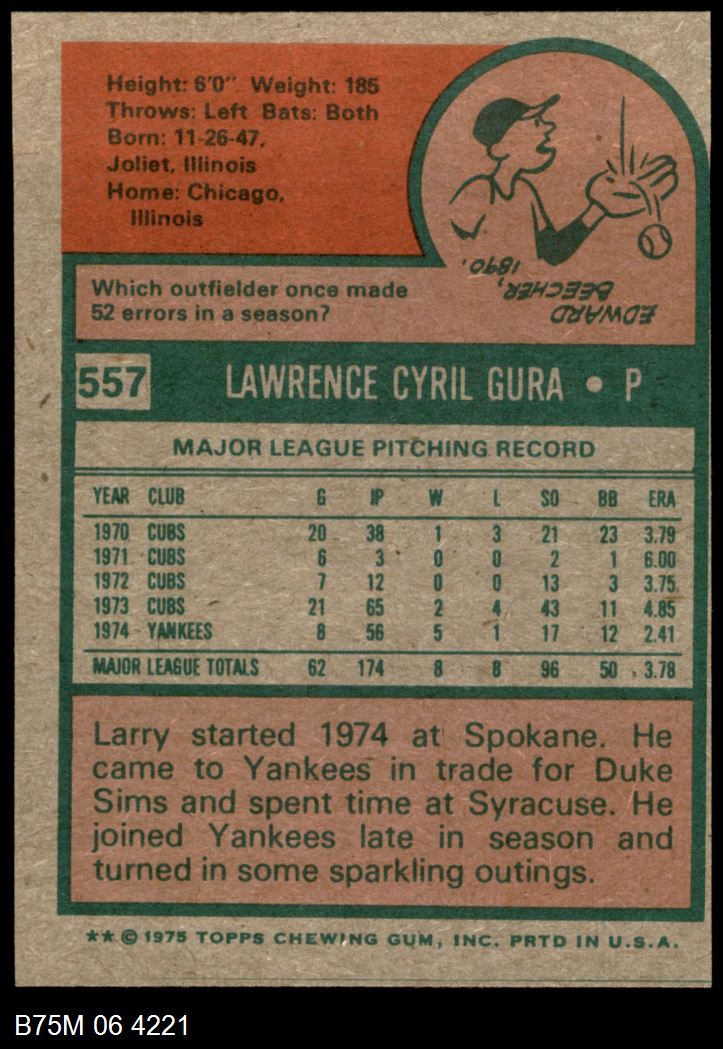 Height: 6'0" Weight: 185
Throws: Left Bats: Both
Born: 11-26-47,
Joliet, Illinois
Home: Chicago,
Illinois
Which outfielder once made
52 errors in a season?
EDWARD
BEECHER,
1890.
557 LAWRENCE CYRIL GURA • P
MAJOR LEAGUE PITCHING RECORD
YEAR CLUB G IP W L SO BB ERA
1970 CUBS 20 38 1 3 21 23 3.79
1971 CUBS 6 3 0 0 2 1 6.00
1972 CUBS 7 12 0 0 13 3 3.75
1973 CUBS 21 65 2 4 43 11 4.85
1974 YANKEES 8 56 5 1 17 12 2.41
MAJOR LEAGUE TOTALS 62 174 8 8 96 50 3.78
Larry started 1974 at Spokane. He
came to Yankees in trade for Duke
Sims and spent time at Syracuse. He
joined Yankees late in season and
turned in some sparkling outings.
**©1975 TOPPS CHEWING GUM, INC. PRTD IN U.S.A.
B75M 06 4221